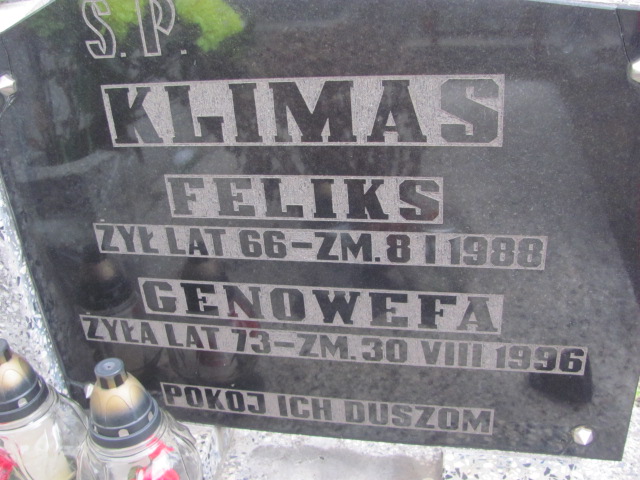 Ś.P.
KLIMAS
FELIKS
ŻYŁ LAT 66-ZM. 8 I 1988
GENOWEFA
ŻYŁA LAT 73-ZM. 30 VIII 1996
POKÓJ ICH DUSZOM